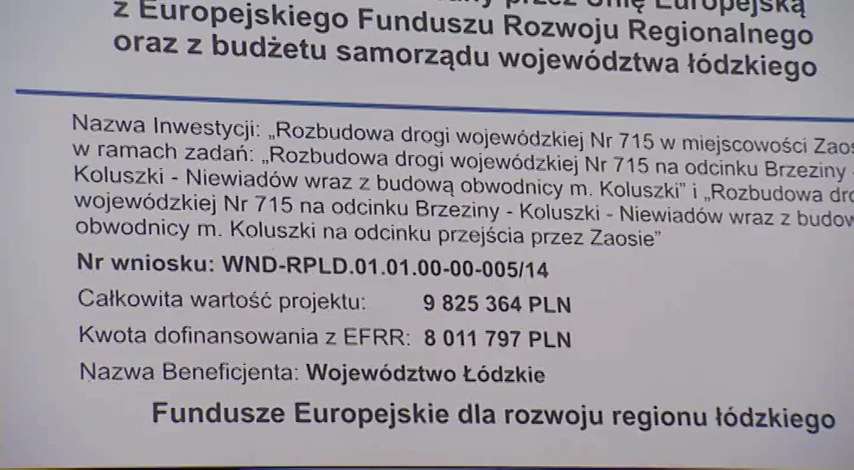 przez Unię Europejską
z Europejskiego Funduszu Rozwoju Regionalnego
oraz z budżetu samorządu województwa łódzkiego
Nazwa Inwestycji: „Rozbudowa drogi wojewódzkiej Nr 715 w miejscowości
w ramach zadań: „Rozbudowa drogi wojewódzkiej Nr 715 na odcinku Brzeziny -
Koluszki - Niewiadów wraz z budową obwodnicy m. Koluszki” i „Rozbudowa
wojewódzkiej Nr 715 na odcinku Brzeziny - Koluszki - Niewiadów wraz z
obwodnicy m. Koluszki na odcinku przejścia przez Zaosie”
Nr wniosku: WND-RPLD.01.01.00-00-005/14
Całkowita wartość projektu: 9 825 364 PLN
Kwota dofinansowania z EFRR: 8 011 797 PLN
Nazwa Beneficjenta: Województwo Łódzkie
Fundusze Europejskie dla rozwoju regionu łódzkiego